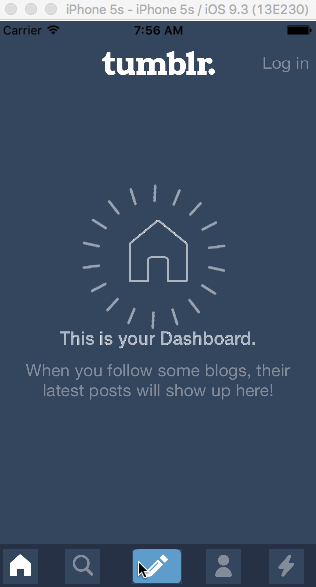 iPhone 5s - iPhone 5s / iOS 9.3 (13E230)
Carrier 7:56 AM
tumblr. Log in
This is your Dashboard.
When you follow some blogs, their
latest posts will show up here!